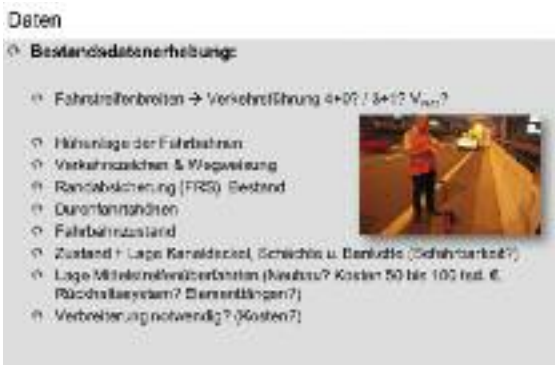 Daten
Bestandsdatenerhebung:
Fahrstreifenbreiten → Verkehrsführung 4+0? / 3+1?
Höhenlage der Fahrbahnen
Verkehrszeichen & Wegweisung
Randabsicherung (FRS) Bestand
Durchfahrtshöhen
Fahrbahnzustand
Zustand + Lage Kanaldeckel, Schächte u. Bankette (Befahrbarkeit?)
Lage Mittelstreifenüberfahrten (Neubau? Kosten 50 bis 100 tsd. €,
Rückhaltesystem? Elementlängen?)
Verbreiterung notwendig? (Kosten?)